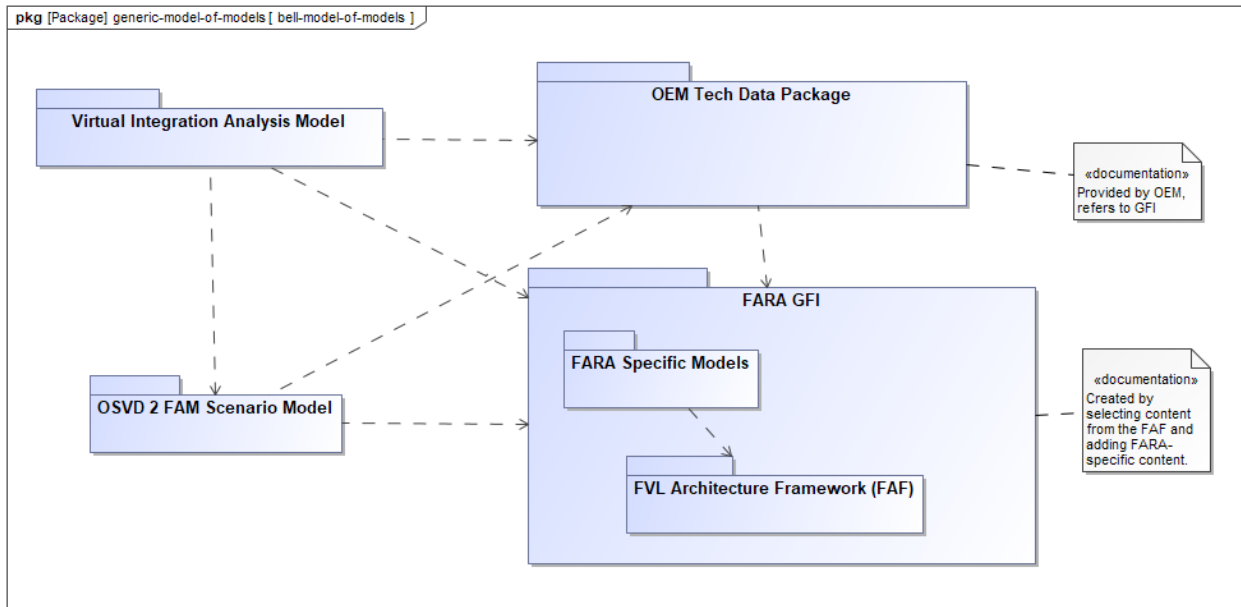 pkg [Package] generic-model-of-models [ bell-model-of-models ]
OEM Tech Data Package
Virtual Integration Analysis Model
«documentation»
Provided by OEM,
refers to GFI
FARA GFI
FARA Specific Models
OSVD 2 FAM Scenario Model
«documentation»
Created by
selecting content
from the FAF and
adding FARA-
specific content.
FVL Architecture Framework (FAF)